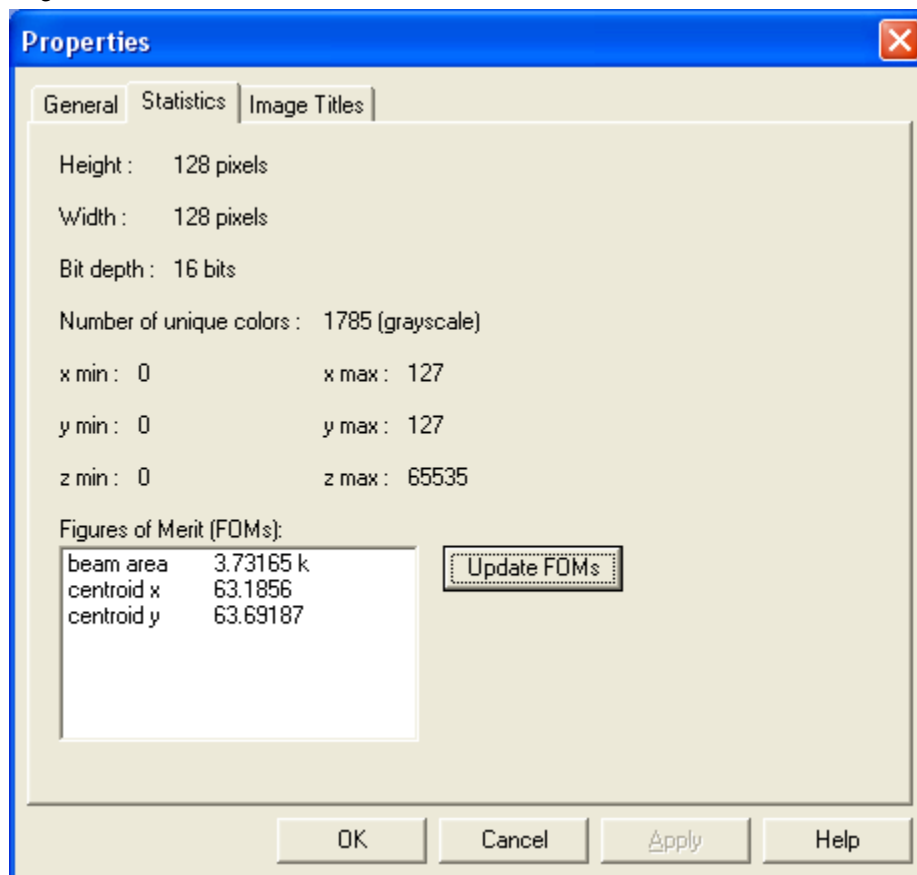 Properties
General Statistics Image Titles
Height : 128 pixels
Width : 128 pixels
Bit depth : 16 bits
Number of unique colors : 1785 (grayscale)
x min : 0 x max : 127
y min : 0 y max : 127
z min : 0 z max : 65535
Figures of Merit (FOMs):
beam area 3.73165 k
centroid x 63.1856
centroid y 63.69187
Update FOMs
OK Cancel Apply Help